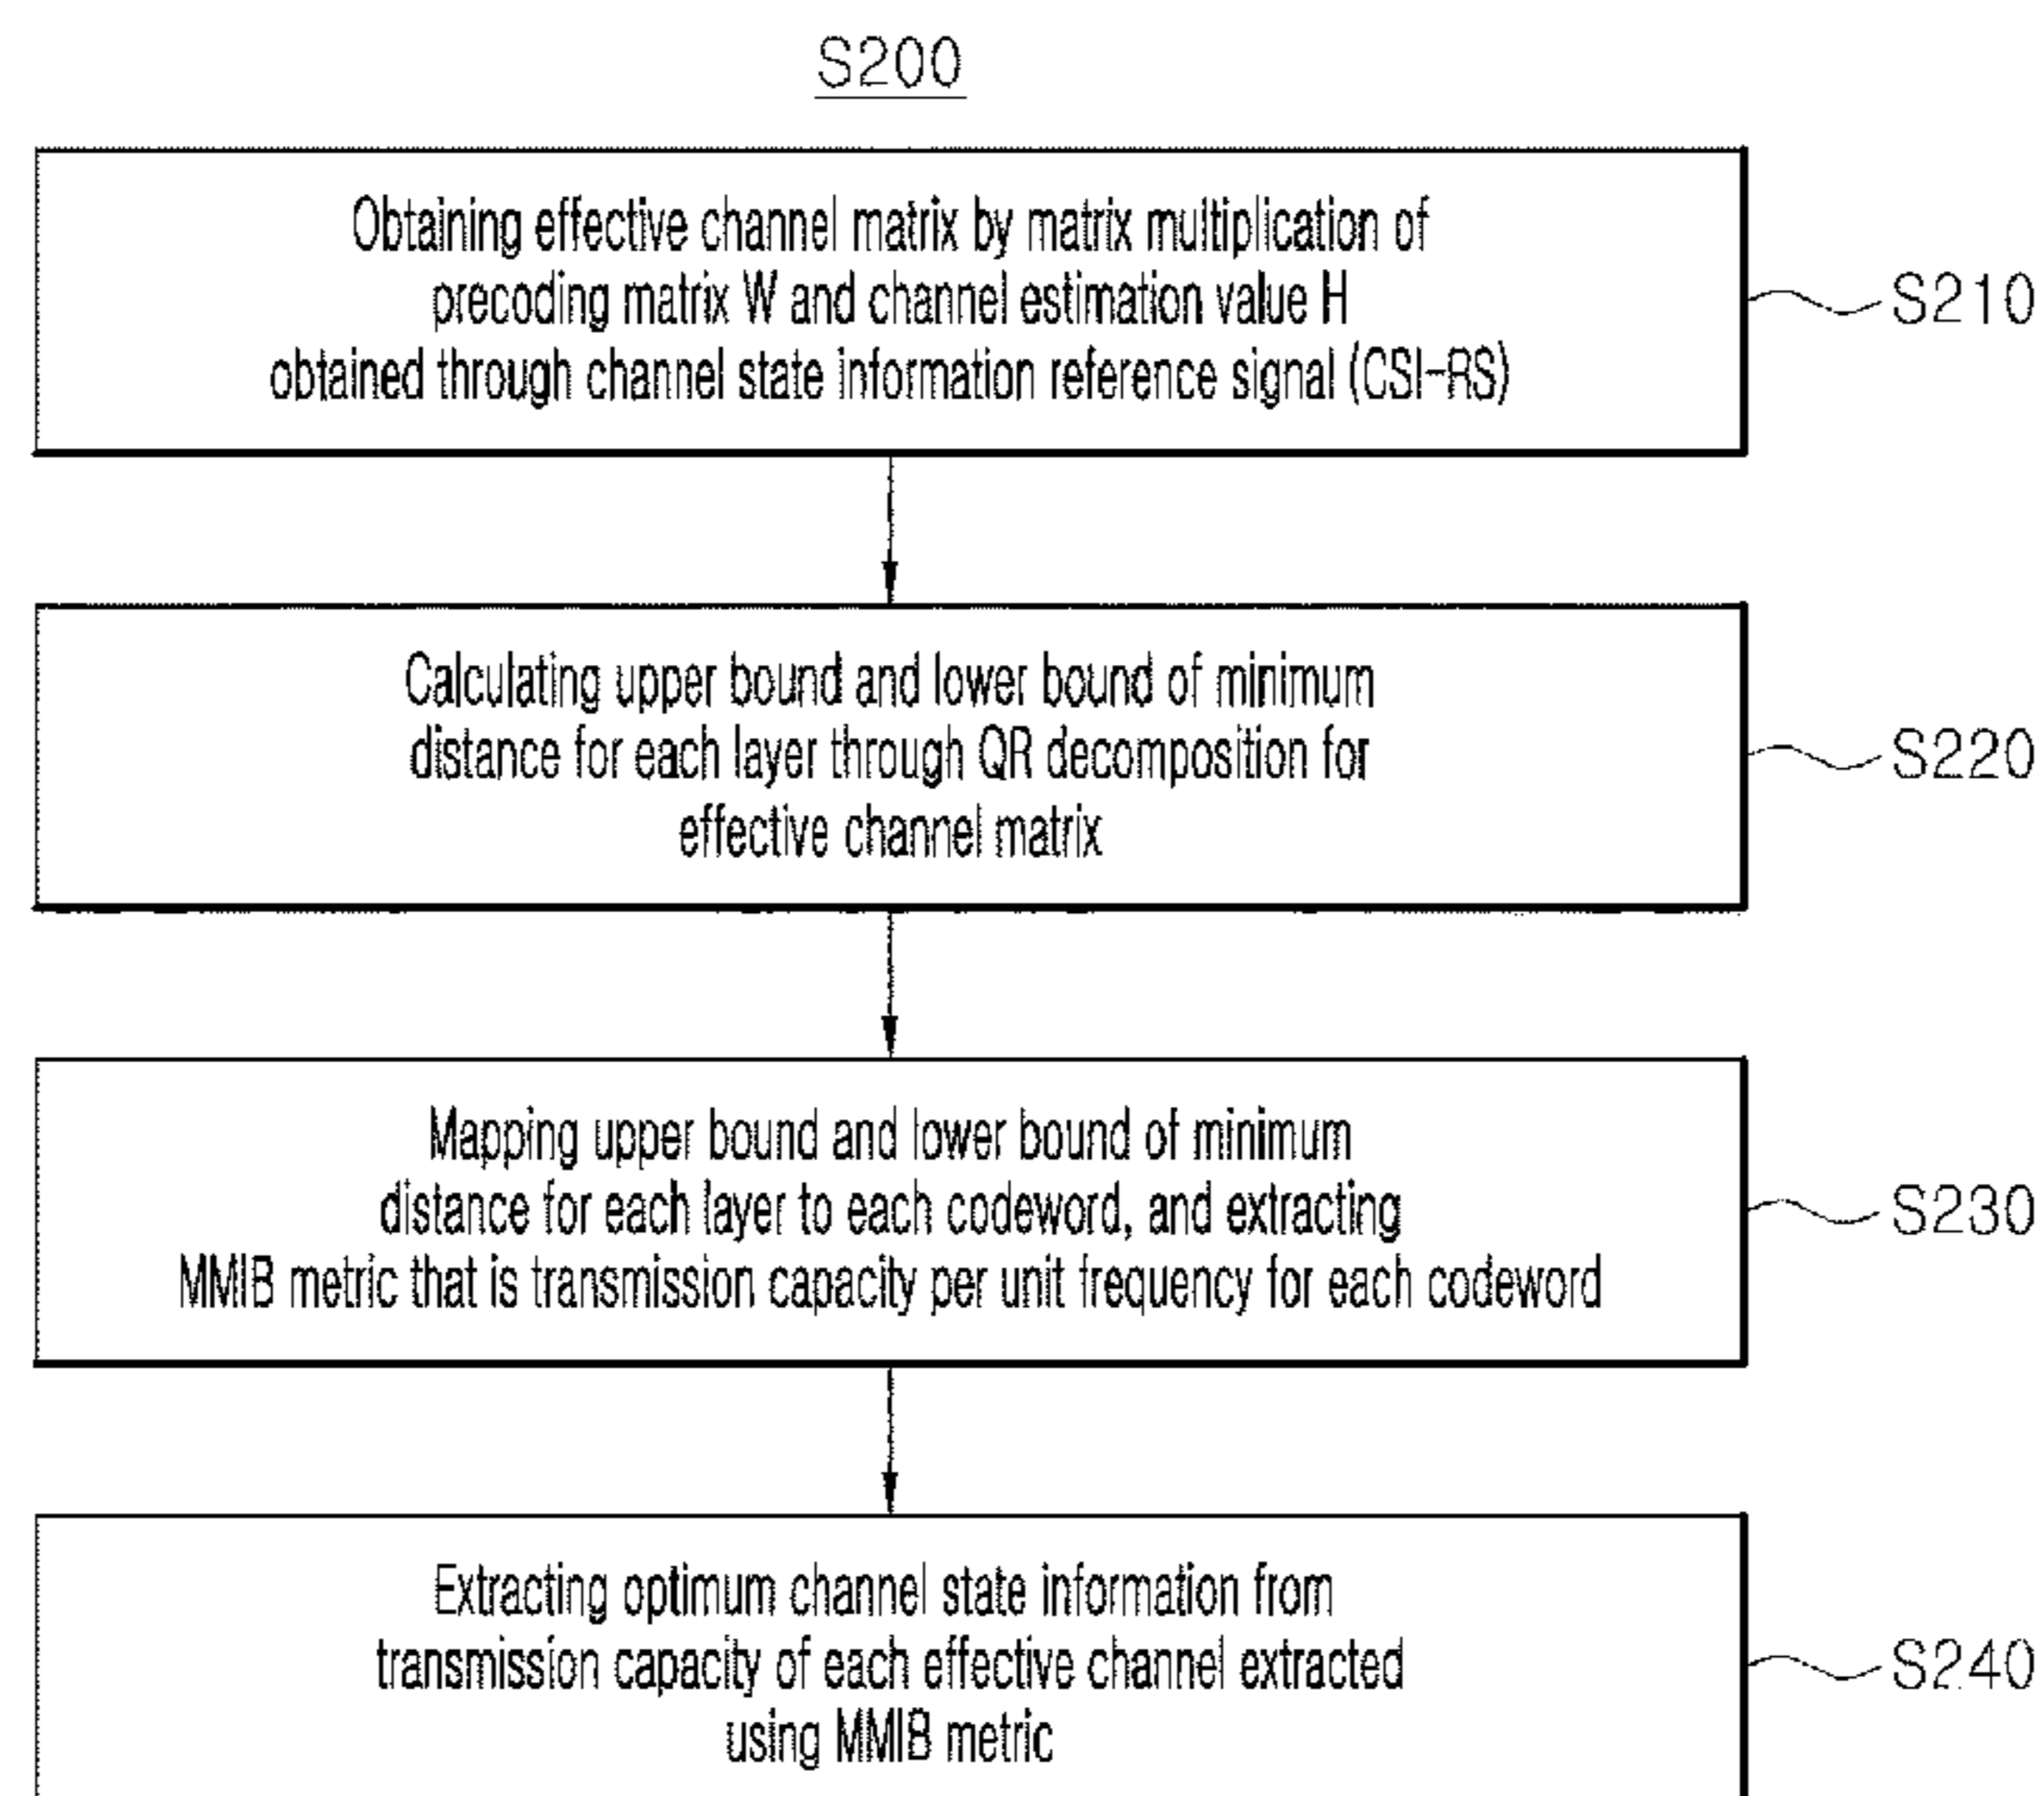 S200
Obtaining effective channel matrix by matrix multiplication of
precoding matrix W and channel estimation value H
obtained through channel state information reference signal (CSI-RS)
S210
Calculating upper bound and lower bound of minimum
distance for each layer through QR decomposition for
effective channel matrix
S220
Mapping upper bound and lower bound of minimum
distance for each layer to each codeword, and extracting
MMIB metric that is transmission capacity per unit frequency for each codeword
S230
Extracting optimum channel state information from
transmission capacity of each effective channel extracted
using MMIB metric
S240